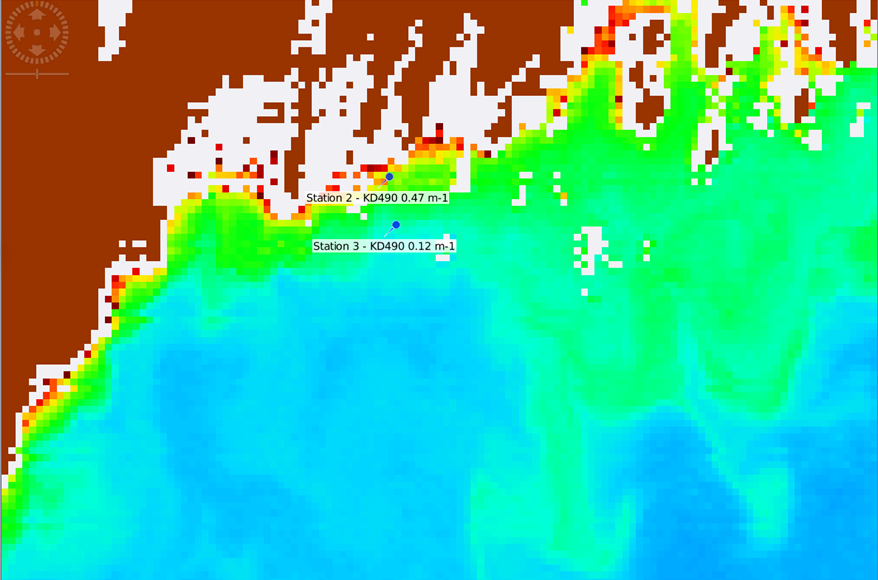 Station 2 - KD490 0.47 m-1
Station 3 - KD490 0.12 m-1